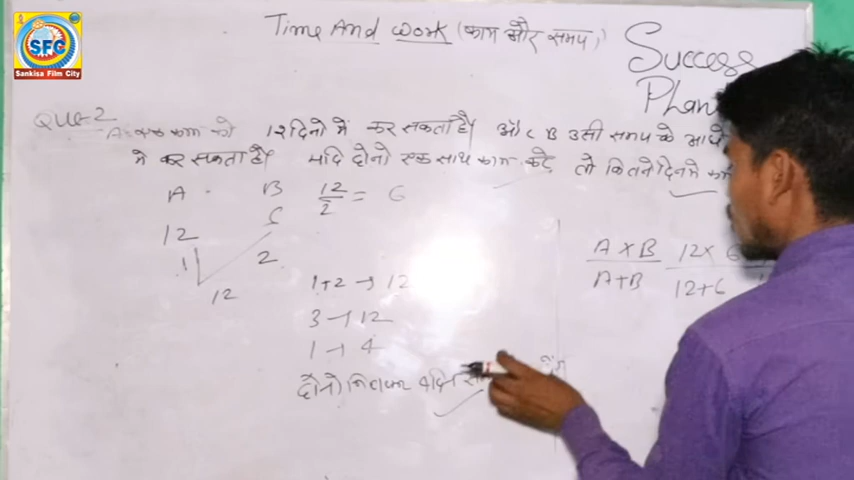 SFC
Sankisa Film City
Time And Work (काम और समय)
Success
Plan
Que-2
A एक काम को 12 दिनों में कर सकता है। और B उसी समय के आधे
में कर सकता है। यदि दोनों एक साथ काम करें तो कितने दिन में
A B 12/2 = 6
12 6
1 2
12
1+2 → 12
3 → 12
1 → 4
दोनों मिलकर 4 दिन
A×B 12×6
A+B 12+6